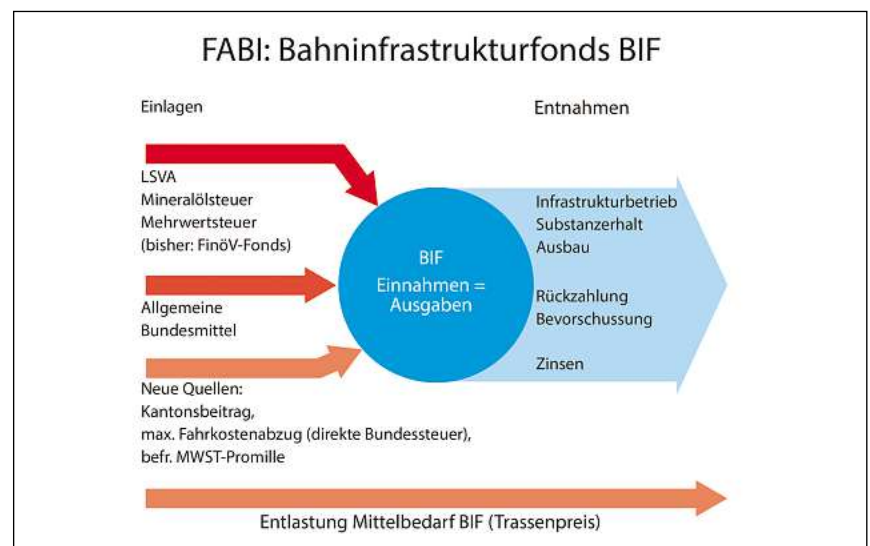 FABI: Bahninfrastrukturfonds BIF
Einlagen
Entnahmen
LSVA
Mineralölsteuer
Mehrwertsteuer
(bisher: FinöV-Fonds)
Allgemeine
Bundesmittel
Neue Quellen:
Kantonsbeitrag,
max. Fahrkostenabzug (direkte Bundessteuer),
befr. MWST-Promille
BIF
Einnahmen =
Ausgaben
Infrastrukturbetrieb
Substanzerhalt
Ausbau
Rückzahlung
Bevorschussung
Zinsen
Entlastung Mittelbedarf BIF (Trassenpreis)